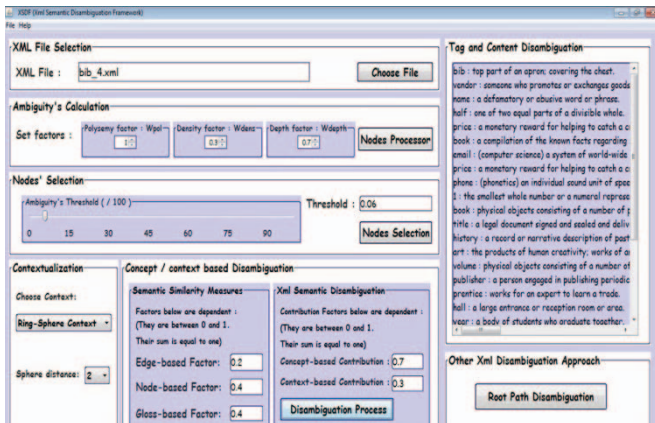 XSDF (Xml Semantic Disambiguation Framework)
File Help
XML File Selection
XML File :
bib_4.xml
Choose File
Ambiguity's Calculation
Set factors :
Polysemy factor : Wpol
1
Density factor : Wdens
0.9
Depth factor : Wdepth
0.7
Nodes Processor
Nodes' Selection
Ambiguity's Threshold ( / 100 )
0 15 30 45 60 75 90
Threshold :
0.06
Nodes Selection
Contextualization
Choose Context:
Ring-Sphere Context
Sphere distance:
2
Concept / context based Disambiguation
Semantic Similarity Measures
Factors below are dependent :
(They are between 0 and 1.
Their sum is equal to one)
Edge-based Factor: 0.2
Node-based Factor: 0.4
Gloss-based Factor: 0.4
Xml Semantic Disambiguation
Contribution Factors below are dependent :
(They are between 0 and 1.
Their sum is equal to one)
Concept-based Contribution : 0.7
Context-based Contribution : 0.3
Disambiguation Process
Tag and Content Disambiguation
bib : top part of an apron; covering the chest.
vendor : someone who promotes or exchanges goods
name : a defamatory or abusive word or phrase.
half : one of two equal parts of a divisible whole.
price : a monetary reward for helping to catch a c
book : a compilation of the known facts regarding
email : (computer science) a system of world-wide
price : a monetary reward for helping to catch a c
phone : (phonetics) an individual sound unit of spee
1 : the smallest whole number or a numeral represe
book : physical objects consisting of a number of p
title : a legal document signed and sealed and deliv
history : a record or narrative description of past
art : the products of human creativity; works of a
volume : physical objects consisting of a number of
publisher : a person engaged in publishing periodic
prentice : works for an expert to learn a trade.
hall : a large entrance or reception room or area.
year : a body of students who graduate together.
Other Xml Disambiguation Approach
Root Path Disambiguation